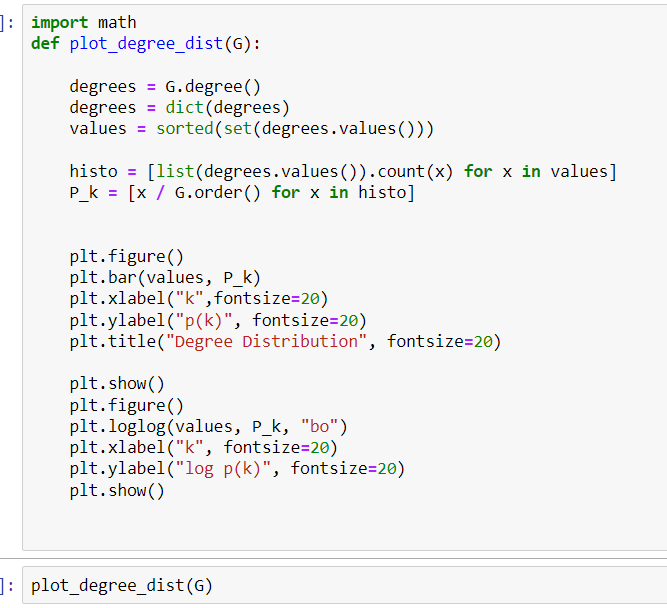 ]: import math
def plot_degree_dist(G):
    degrees = G.degree()
    degrees = dict(degrees)
    values = sorted(set(degrees.values()))
    histo = [list(degrees.values()).count(x) for x in values]
    P_k = [x / G.order() for x in histo]
    plt.figure()
    plt.bar(values, P_k)
    plt.xlabel("k",fontsize=20)
    plt.ylabel("p(k)", fontsize=20)
    plt.title("Degree Distribution", fontsize=20)
    plt.show()
    plt.figure()
    plt.loglog(values, P_k, "bo")
    plt.xlabel("k", fontsize=20)
    plt.ylabel("log p(k)", fontsize=20)
    plt.show()
]: plot_degree_dist(G)